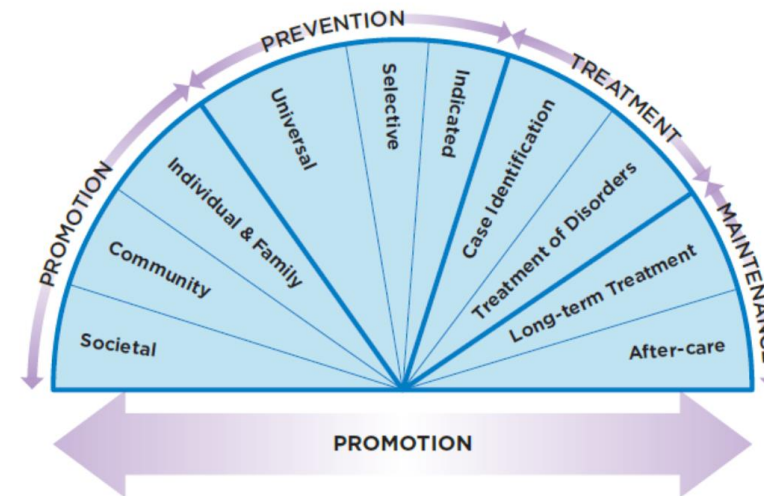 PROMOTION
PREVENTION
TREATMENT
MAINTENANCE
Societal
Community
Individual & Family
Universal
Selective
Indicated
Case Identification
Treatment of Disorders
Long-term Treatment
After-care
PROMOTION